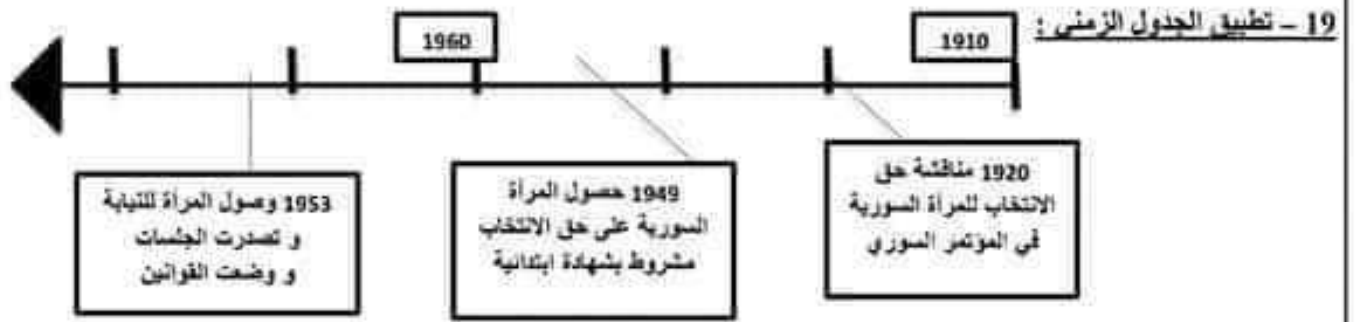 19 – تطبيق الجدول الزمني :
1910
1960
1920 مناقشة حق
الانتخاب للمرأة السورية
في المؤتمر السوري
1949 حصول المرأة
السورية على حق الانتخاب
مشروط بشهادة ابتدائية
1953 وصول المرأة للنيابة
و تصدرت الجلسات
و وضعت القوانين